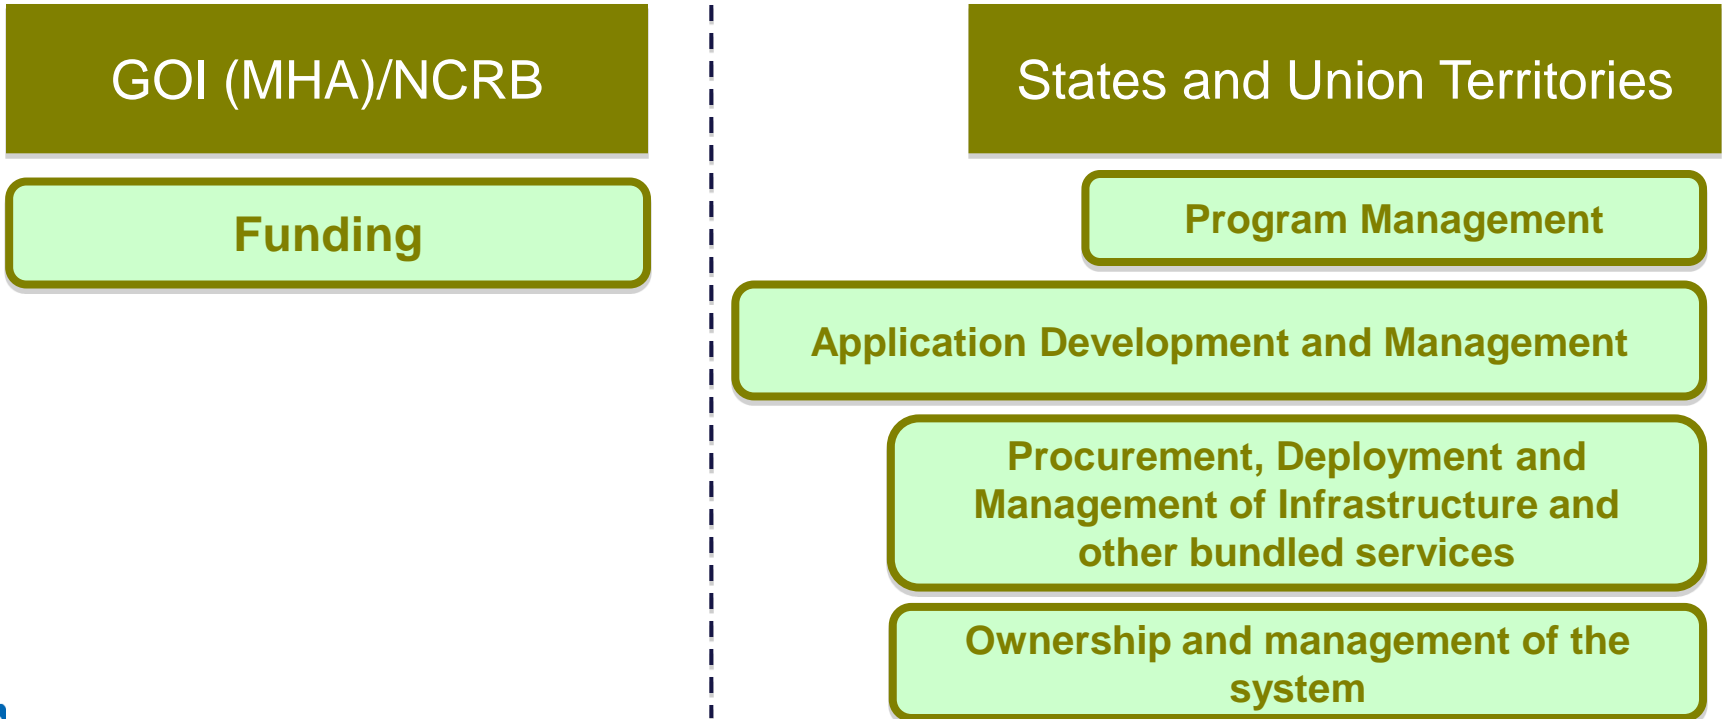 GOI (MHA)/NCRB
Funding
States and Union Territories
Program Management
Application Development and Management
Procurement, Deployment and
Management of Infrastructure and
other bundled services
Ownership and management of the
system